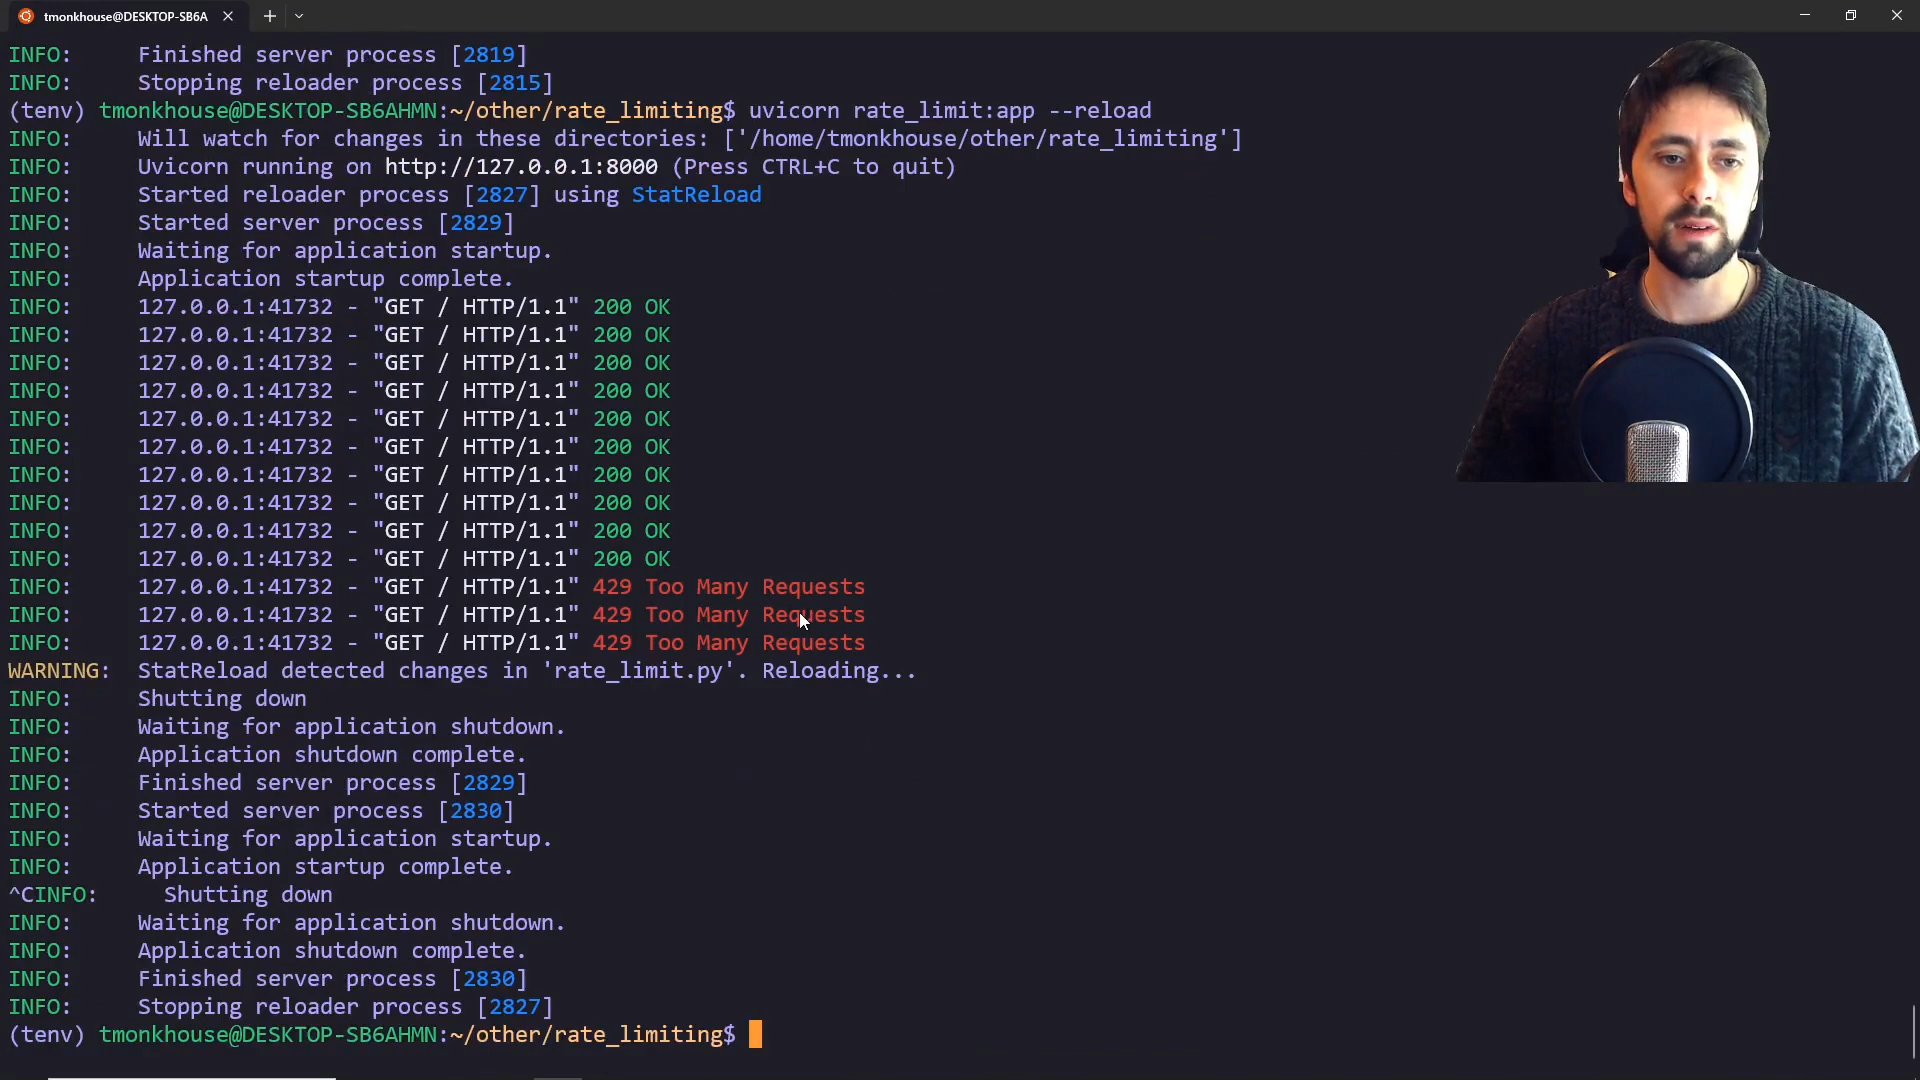 tmonkhouse@DESKTOP-SB6A
INFO: Finished server process [2819]
INFO: Stopping reloader process [2815]
(tenv) tmonkhouse@DESKTOP-SB6AHMN:~/other/rate_limiting$ uvicorn rate_limit:app --reload
INFO: Will watch for changes in these directories: ['/home/tmonkhouse/other/rate_limiting']
INFO: Uvicorn running on http://127.0.0.1:8000 (Press CTRL+C to quit)
INFO: Started reloader process [2827] using StatReload
INFO: Started server process [2829]
INFO: Waiting for application startup.
INFO: Application startup complete.
INFO: 127.0.0.1:41732 - "GET / HTTP/1.1" 200 OK
INFO: 127.0.0.1:41732 - "GET / HTTP/1.1" 200 OK
INFO: 127.0.0.1:41732 - "GET / HTTP/1.1" 200 OK
INFO: 127.0.0.1:41732 - "GET / HTTP/1.1" 200 OK
INFO: 127.0.0.1:41732 - "GET / HTTP/1.1" 200 OK
INFO: 127.0.0.1:41732 - "GET / HTTP/1.1" 200 OK
INFO: 127.0.0.1:41732 - "GET / HTTP/1.1" 200 OK
INFO: 127.0.0.1:41732 - "GET / HTTP/1.1" 200 OK
INFO: 127.0.0.1:41732 - "GET / HTTP/1.1" 200 OK
INFO: 127.0.0.1:41732 - "GET / HTTP/1.1" 200 OK
INFO: 127.0.0.1:41732 - "GET / HTTP/1.1" 429 Too Many Requests
INFO: 127.0.0.1:41732 - "GET / HTTP/1.1" 429 Too Many Requests
INFO: 127.0.0.1:41732 - "GET / HTTP/1.1" 429 Too Many Requests
WARNING: StatReload detected changes in 'rate_limit.py'. Reloading...
INFO: Shutting down
INFO: Waiting for application shutdown.
INFO: Application shutdown complete.
INFO: Finished server process [2829]
INFO: Started server process [2830]
INFO: Waiting for application startup.
INFO: Application startup complete.
^CINFO: Shutting down
INFO: Waiting for application shutdown.
INFO: Application shutdown complete.
INFO: Finished server process [2830]
INFO: Stopping reloader process [2827]
(tenv) tmonkhouse@DESKTOP-SB6AHMN:~/other/rate_limiting$